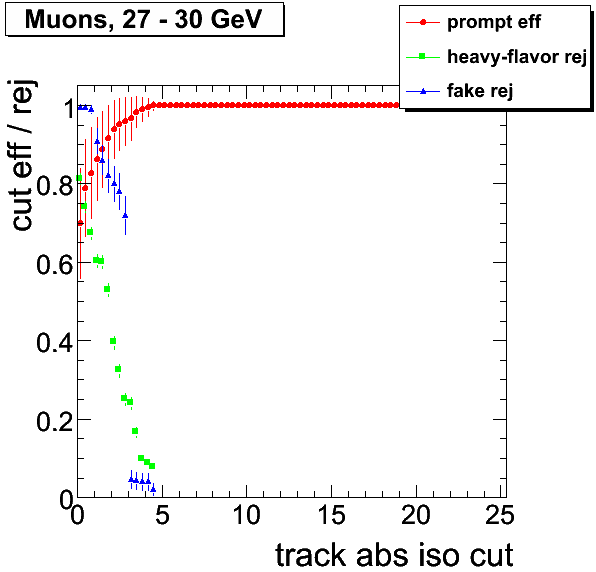 Muons, 27 - 30 GeV
prompt eff
heavy-flavor rej
fake rej
cut eff / rej
1
0.8
0.6
0.4
0.2
0
0 5 10 15 20 25
track abs iso cut